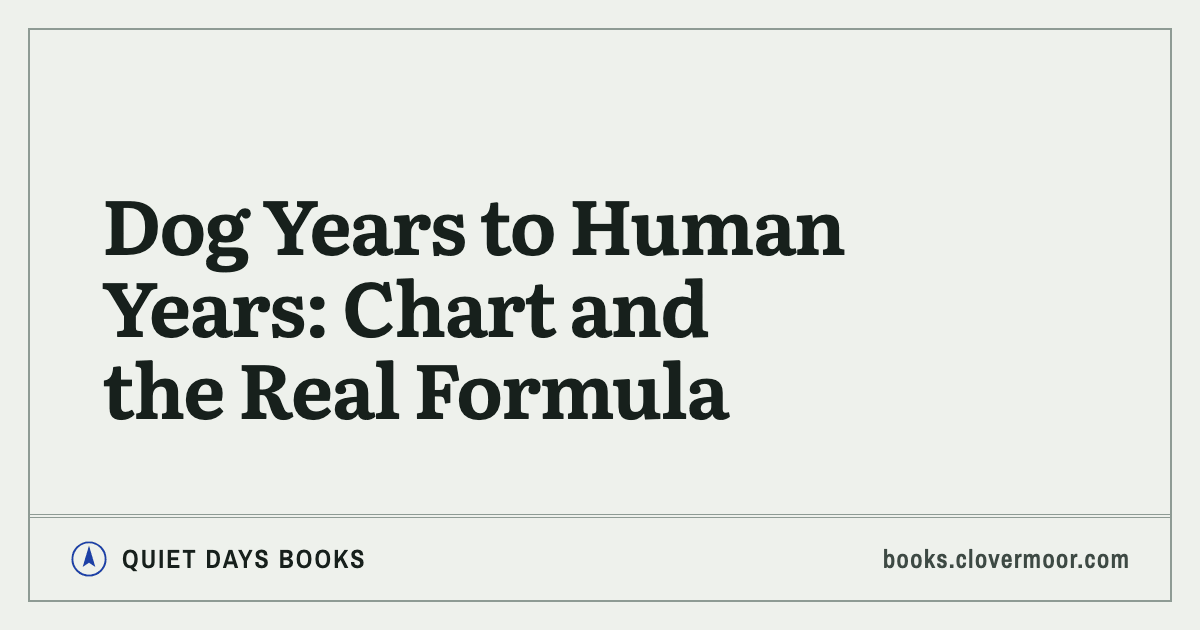 Dog Years to Human
Years: Chart and
the Real Formula
QUIET DAYS BOOKS
books.clovermoor.com